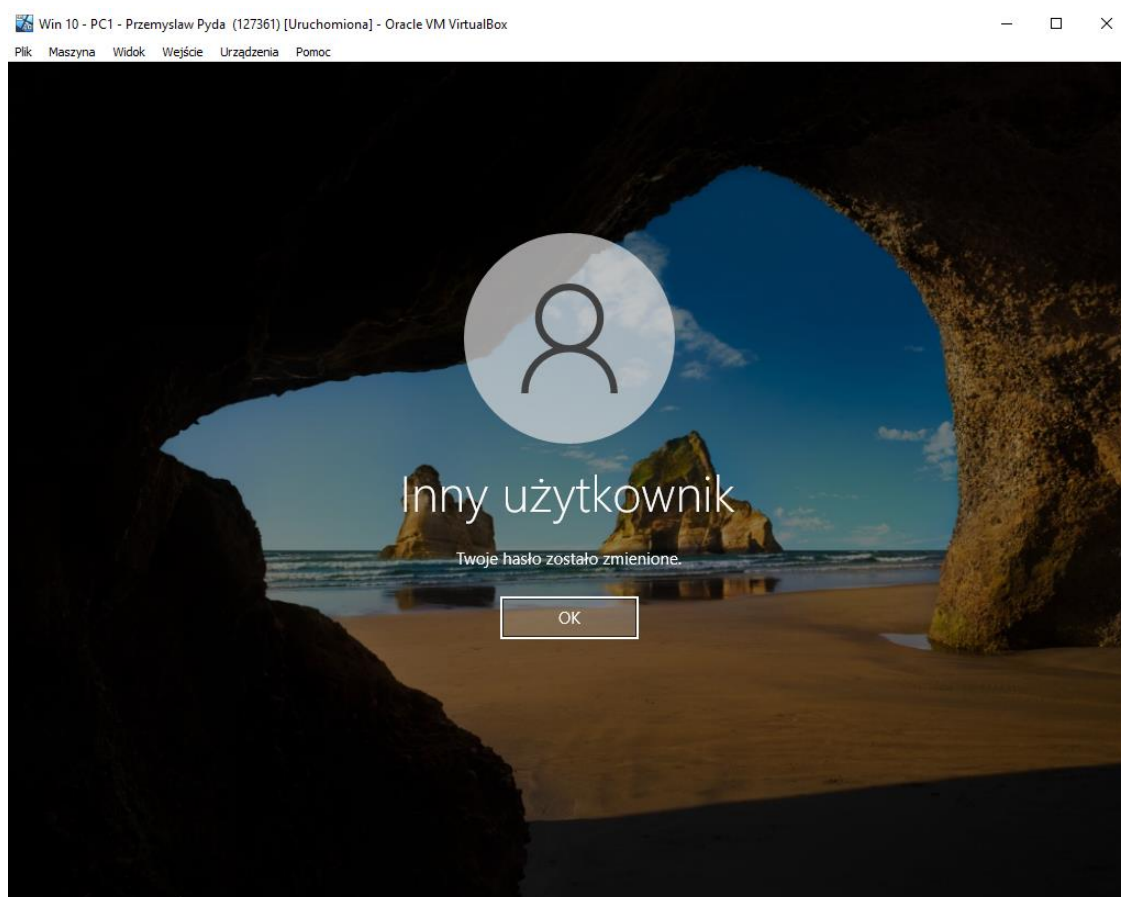 Win 10 - PC1 - Przemyslaw Pyda (127361) [Uruchomiona] - Oracle VM VirtualBox
Plik Maszyna Widok Wejście Urządzenia Pomoc
Inny użytkownik
Twoje hasło zostało zmienione.
OK